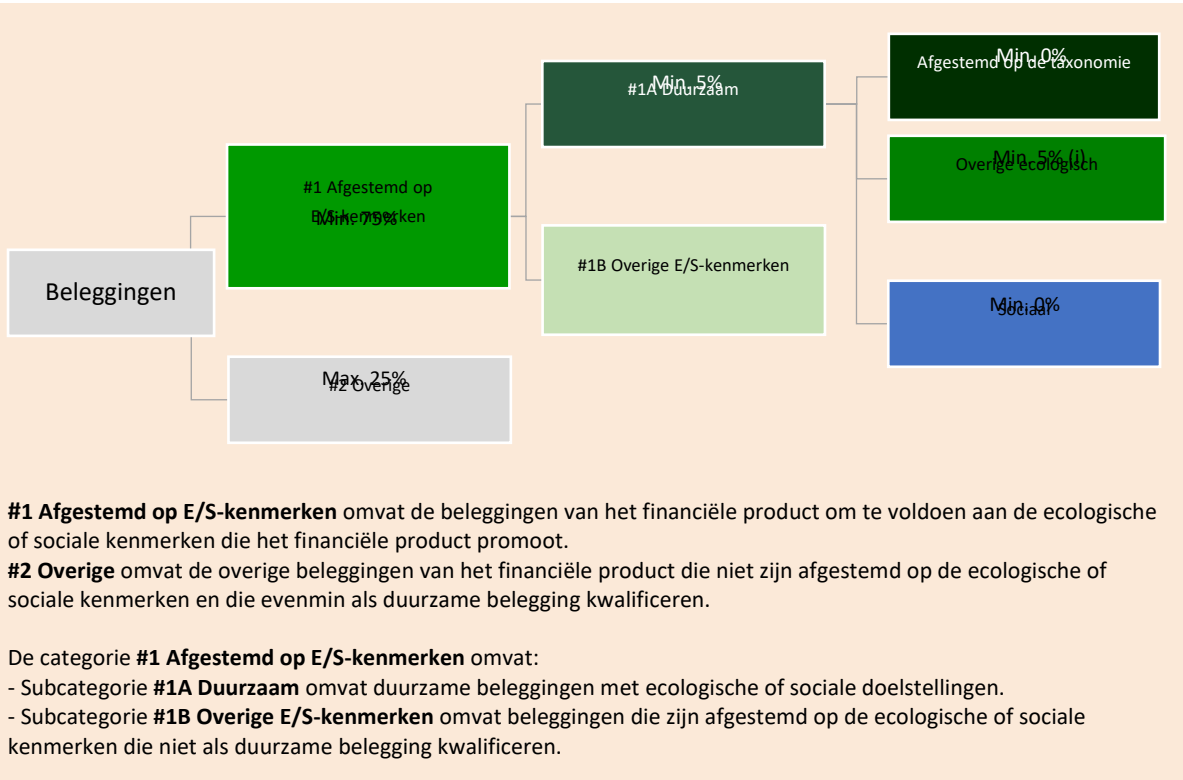 Beleggingen
#1 Afgestemd op
E/S-kenmerken
Min. 75%
Max. 25%
#2 Overige
Min. 5%
#1A Duurzaam
#1B Overige E/S-kenmerken
Min. 0%
Afgestemd op de taxonomie
Min. 5% (i)
Overige ecologisch
Min. 0%
Sociaal
#1 Afgestemd op E/S-kenmerken omvat de beleggingen van het financiële product om te voldoen aan de ecologische
of sociale kenmerken die het financiële product promoot.
#2 Overige omvat de overige beleggingen van het financiële product die niet zijn afgestemd op de ecologische of
sociale kenmerken en die evenmin als duurzame belegging kwalificeren.
De categorie #1 Afgestemd op E/S-kenmerken omvat:
- Subcategorie #1A Duurzaam omvat duurzame beleggingen met ecologische of sociale doelstellingen.
- Subcategorie #1B Overige E/S-kenmerken omvat beleggingen die zijn afgestemd op de ecologische of sociale
kenmerken die niet als duurzame belegging kwalificeren.